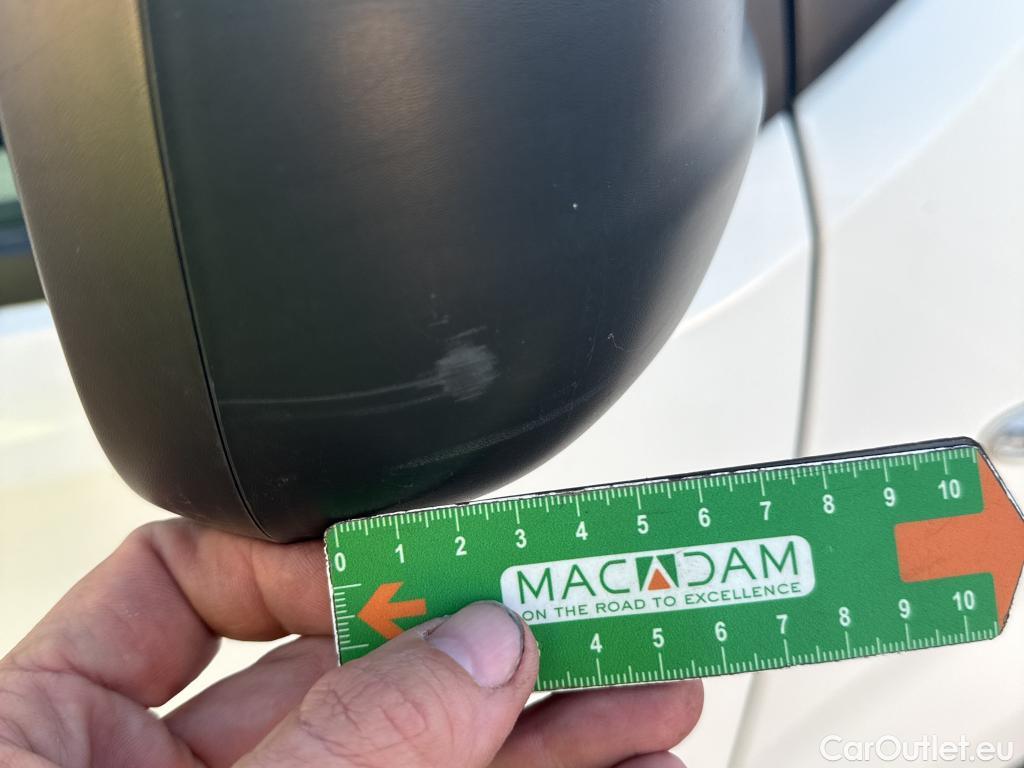 0 1 2 3 4 5 6 7 8 9 10
MACADAM
ON THE ROAD TO EXCELLENCE
4 5 6 7 8 9 10
CarOutlet.eu